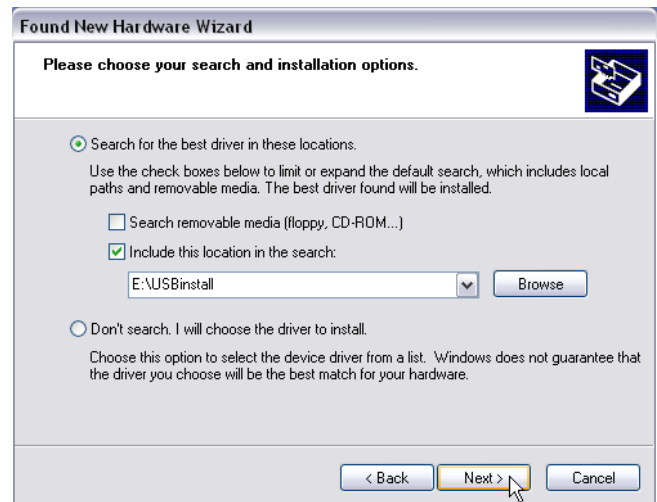 Found New Hardware Wizard
Please choose your search and installation options.
Search for the best driver in these locations.
Use the check boxes below to limit or expand the default search, which includes local
paths and removable media. The best driver found will be installed.
Search removable media (floppy, CD-ROM...)
Include this location in the search:
E:\USBinstall
Browse
Don't search. I will choose the driver to install.
Choose this option to select the device driver from a list. Windows does not guarantee that
the driver you choose will be the best match for your hardware.
< Back Next > Cancel